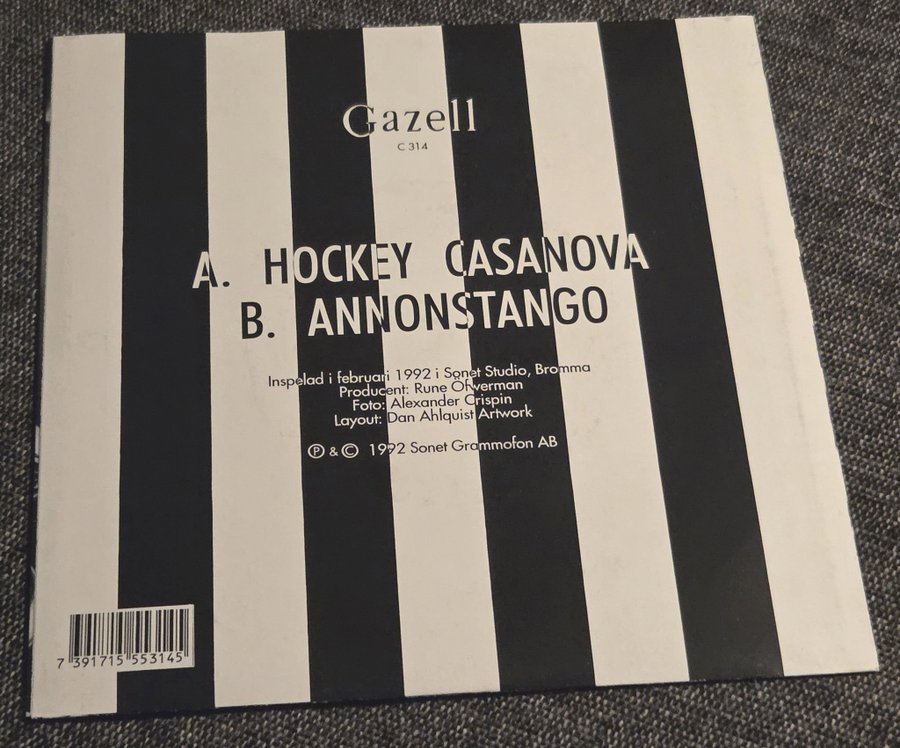 Gazell
C 314
A. HOCKEY CASANOVA
B. ANNONSTANGO
Inspelad i februari 1992 i Sonet Studio, Bromma
Producent: Rune Öfwerman
Foto: Alexander Crispin
Layout: Dan Ahlquist Artwork
Ⓟ & © 1992 Sonet Grammofon AB
7 391715 553145